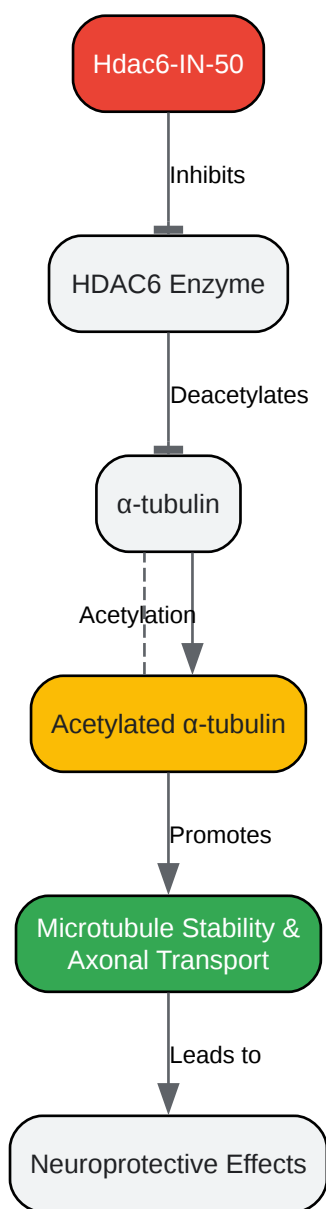 Hdac6-IN-50
Inhibits
HDAC6 Enzyme
Deacetylates
α-tubulin
Acetylation
Acetylated α-tubulin
Promotes
Microtubule Stability &
Axonal Transport
Leads to
Neuroprotective Effects